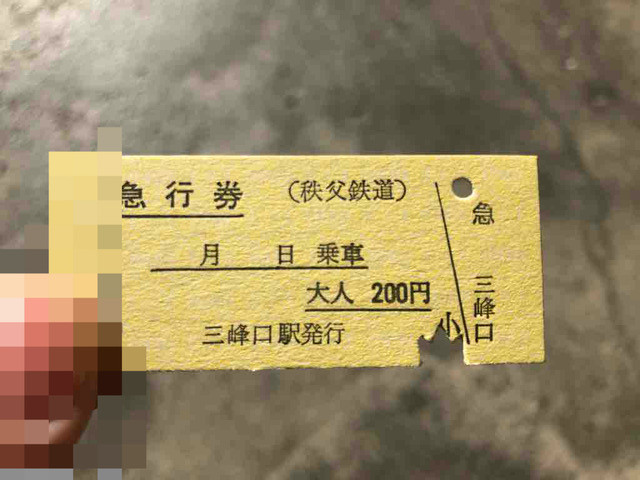 急行券 （秩父鉄道）
月 日 乗車
大人 200円
三峰口駅発行
小
急
三峰口